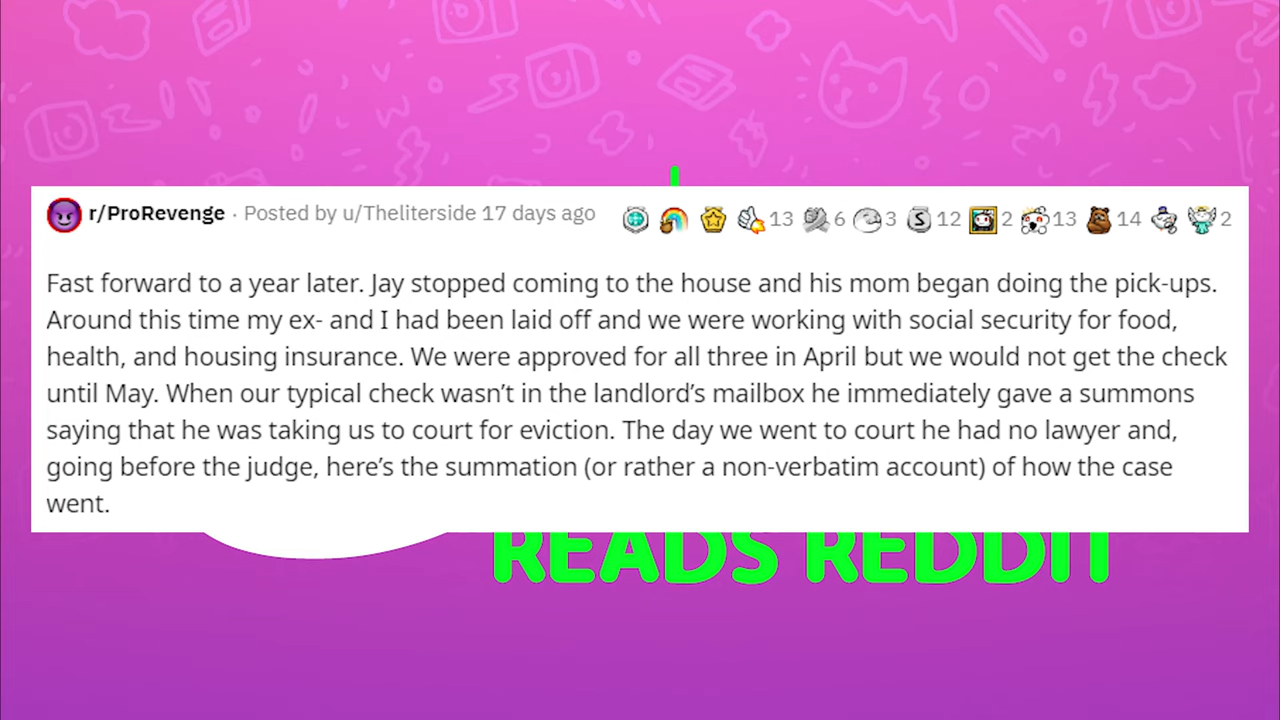 r/ProRevenge · Posted by u/Theliterside 17 days ago 13 6 3 S 12 2 13 14 2
Fast forward to a year later. Jay stopped coming to the house and his mom began doing the pick-ups.
Around this time my ex- and I had been laid off and we were working with social security for food,
health, and housing insurance. We were approved for all three in April but we would not get the check
until May. When our typical check wasn’t in the landlord’s mailbox he immediately gave a summons
saying that he was taking us to court for eviction. The day we went to court he had no lawyer and,
going before the judge, here’s the summation (or rather a non-verbatim account) of how the case
went.
READS REDDIT